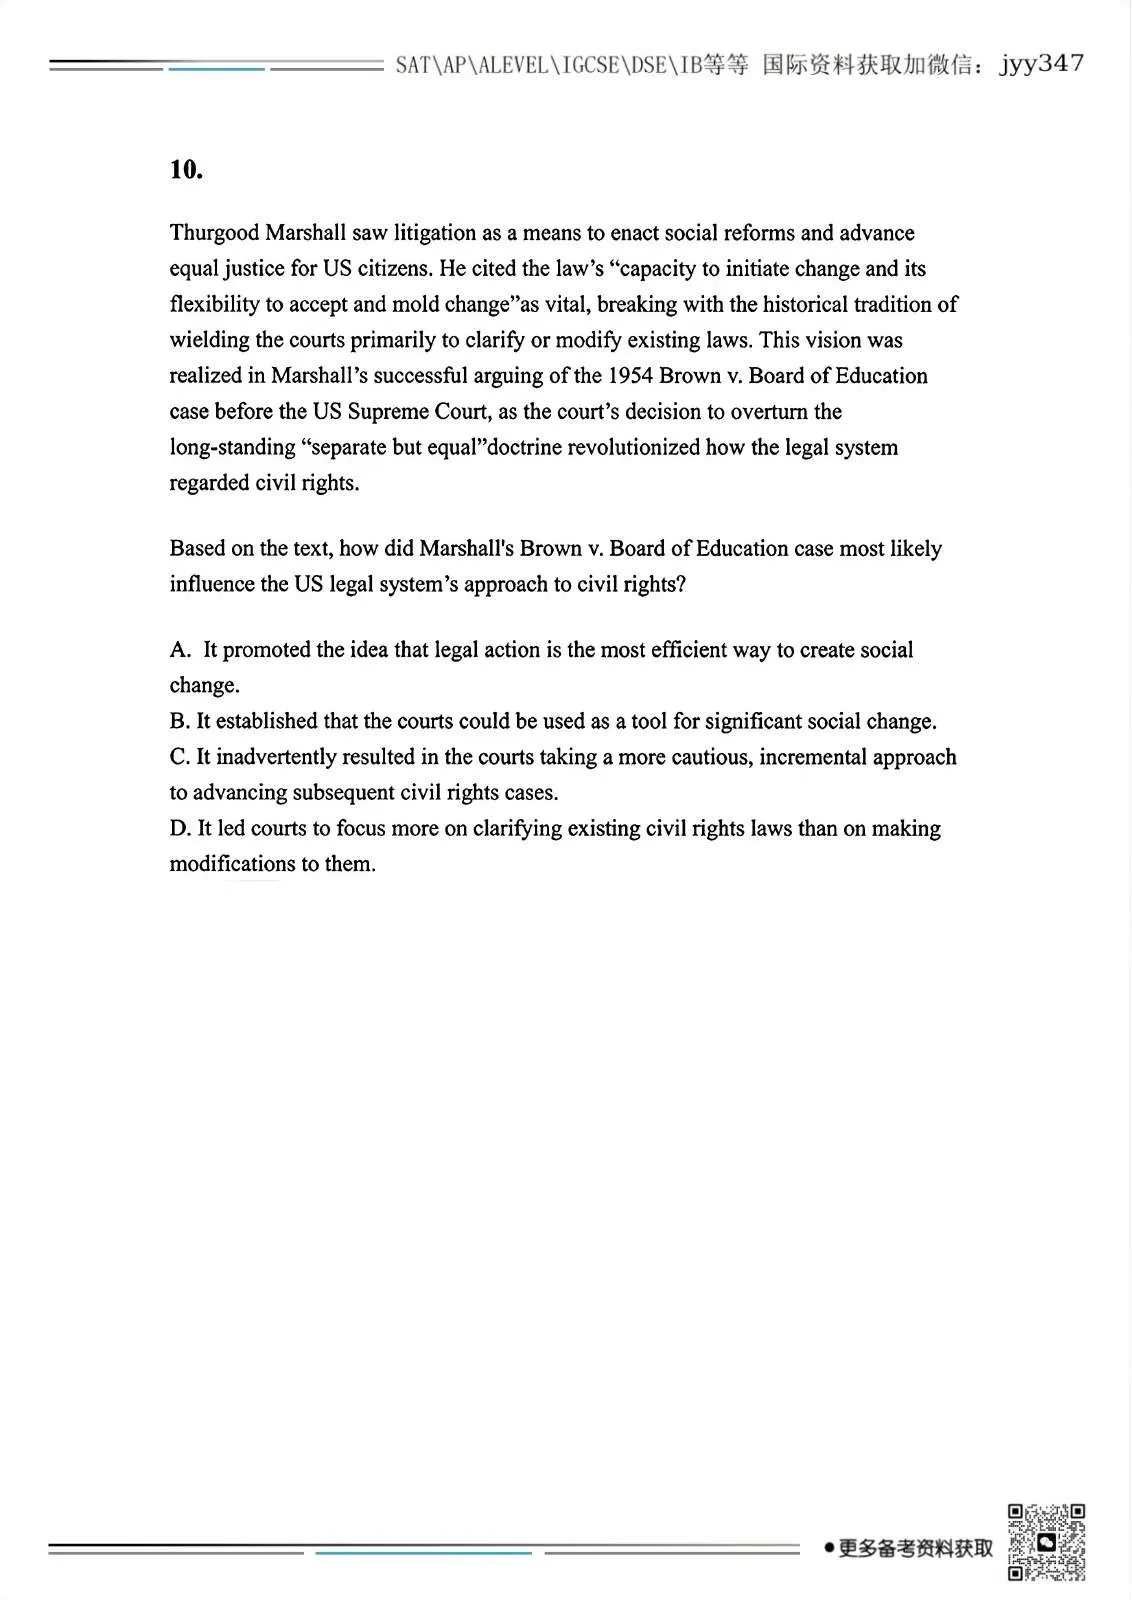 SAT\AP\ALEVEL\IGCSE\DSE\IB等等 国际资料获取加微信：jyy347
10.
Thurgood Marshall saw litigation as a means to enact social reforms and advance
equal justice for US citizens. He cited the law’s “capacity to initiate change and its
flexibility to accept and mold change”as vital, breaking with the historical tradition of
wielding the courts primarily to clarify or modify existing laws. This vision was
realized in Marshall’s successful arguing of the 1954 Brown v. Board of Education
case before the US Supreme Court, as the court’s decision to overturn the
long-standing “separate but equal”doctrine revolutionized how the legal system
regarded civil rights.
Based on the text, how did Marshall's Brown v. Board of Education case most likely
influence the US legal system’s approach to civil rights?
A. It promoted the idea that legal action is the most efficient way to create social
change.
B. It established that the courts could be used as a tool for significant social change.
C. It inadvertently resulted in the courts taking a more cautious, incremental approach
to advancing subsequent civil rights cases.
D. It led courts to focus more on clarifying existing civil rights laws than on making
modifications to them.
●更多备考资料获取